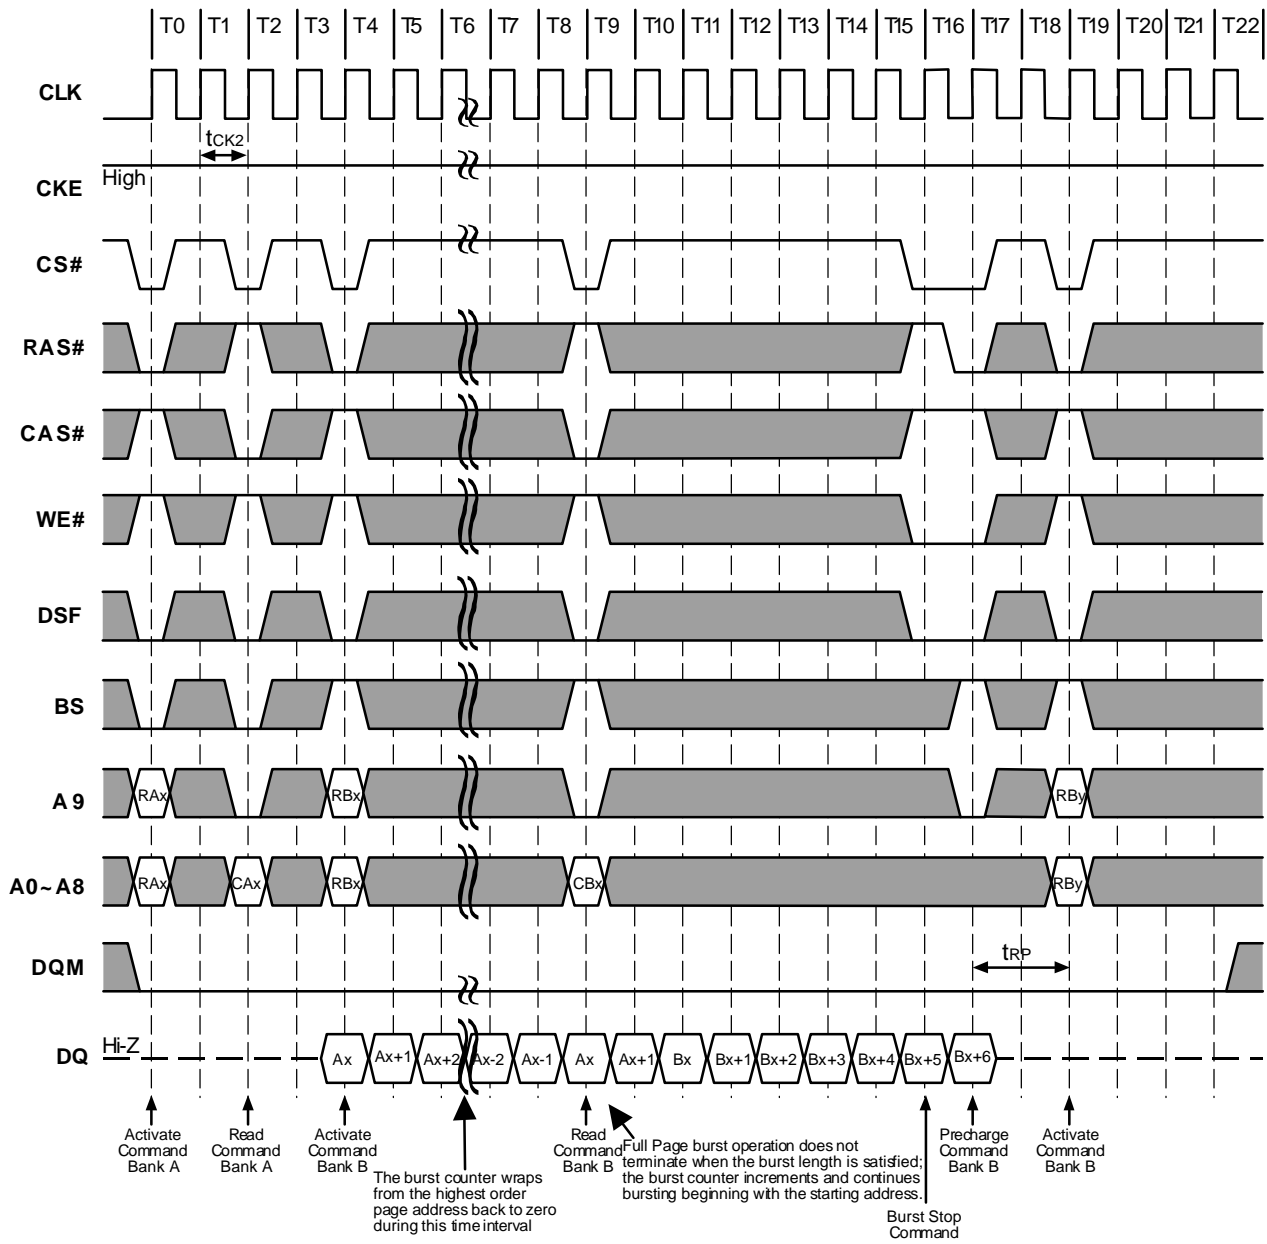 T0 T1 T2 T3 T4 T5 T6 T7 T8 T9 T10 T11 T12 T13 T14 T15 T16 T17 T18 T19 T20 T21 T22
CLK
tCK2
High
CKE
CS#
RAS#
CAS#
WE#
DSF
BS
A9 RAx RBx RBy
A0~A8 RAx CAx RBx CBx RBy
DQM tRP
DQ Hi-Z Ax Ax+1 Ax+2 Ax-2 Ax-1 Ax Ax+1 Bx Bx+1 Bx+2 Bx+3 Bx+4 Bx+5 Bx+6
Activate
Command
Bank A
Read
Command
Bank A
Activate
Command
Bank B
The burst counter wraps
from the highest order
page address back to zero
during this time interval
Read
Command
Bank B
Full Page burst operation does not
terminate when the burst length is satisfied;
the burst counter increments and continues
bursting beginning with the starting address.
Burst Stop
Command
Precharge
Command
Bank B
Activate
Command
Bank B